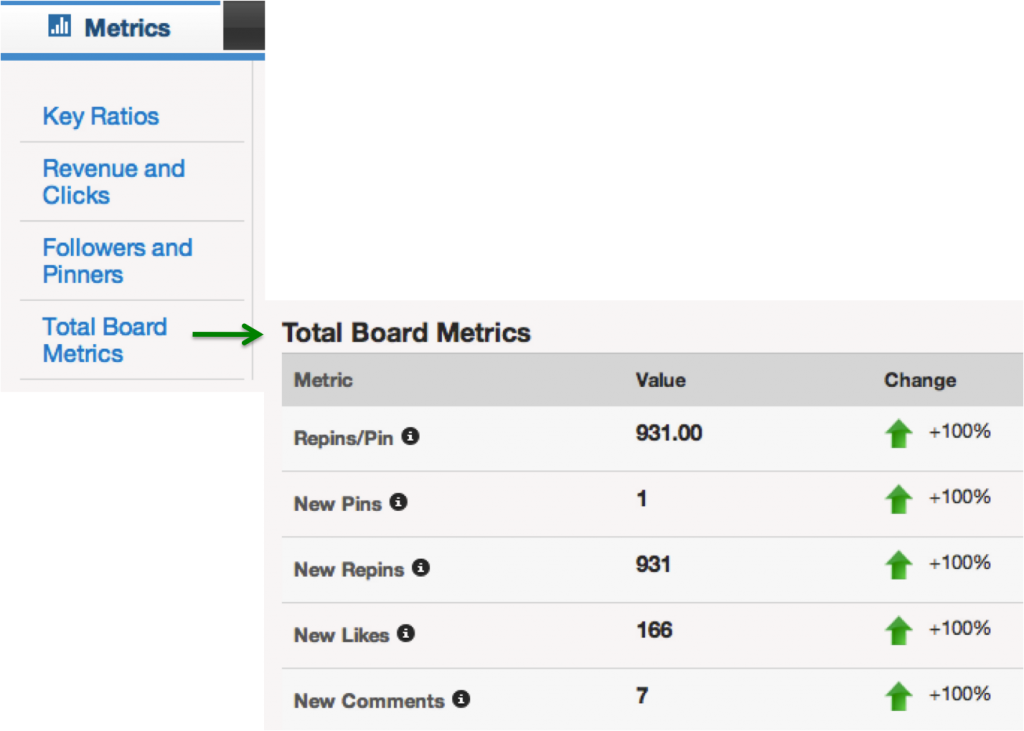 Metrics
Key Ratios
Revenue and
Clicks
Followers and
Pinners
Total Board
Metrics
Total Board Metrics
Metric Value Change
Repins/Pin 931.00 +100%
New Pins 1 +100%
New Repins 931 +100%
New Likes 166 +100%
New Comments 7 +100%